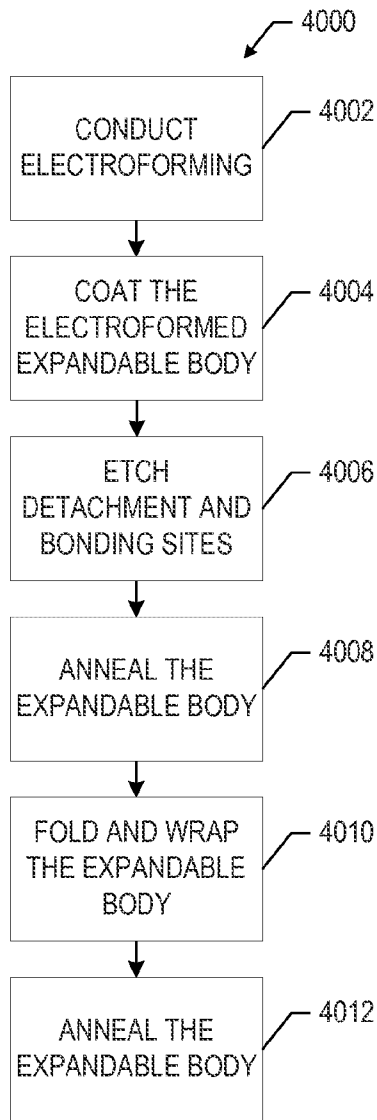 4000
CONDUCT
ELECTROFORMING
4002
COAT THE
ELECTROFORMED
EXPANDABLE BODY
4004
ETCH
DETACHMENT AND
BONDING SITES
4006
ANNEAL THE
EXPANDABLE BODY
4008
FOLD AND WRAP
THE EXPANDABLE
BODY
4010
ANNEAL THE
EXPANDABLE BODY
4012